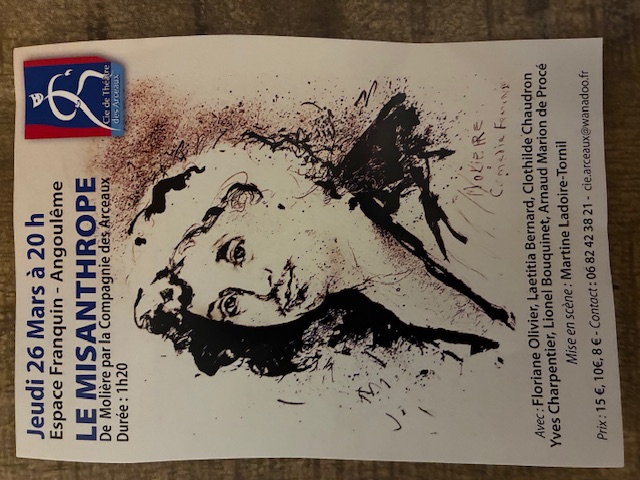 Cie de Théâtre
des Arceaux
Jeudi 26 Mars à 20 h
Espace Franquin - Angoulême
LE MISANTHROPE
De Molière par la Compagnie des Arceaux
Durée : 1h20
MOLIERE
Comédie
Avec : Floriane Olivier, Laetitia Bernard, Clothilde Chaudron
Yves Charpentier, Lionel Bouquinet, Arnaud Marion de Procé
Mise en scène : Martine Ladoire-Tornil
Prix : 15 €, 10€, 8 € - Contact : 06 82 42 38 21 - cie.arceaux@wanadoo.fr